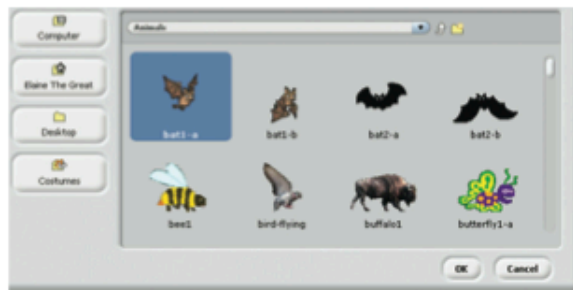 Computer
Elaine The Great
Desktop
Costumes
Animals
bat1-a
bat1-b
bat2-a
bat2-b
bee1
bird-flying
buffalo1
butterfly1-a
OK
Cancel